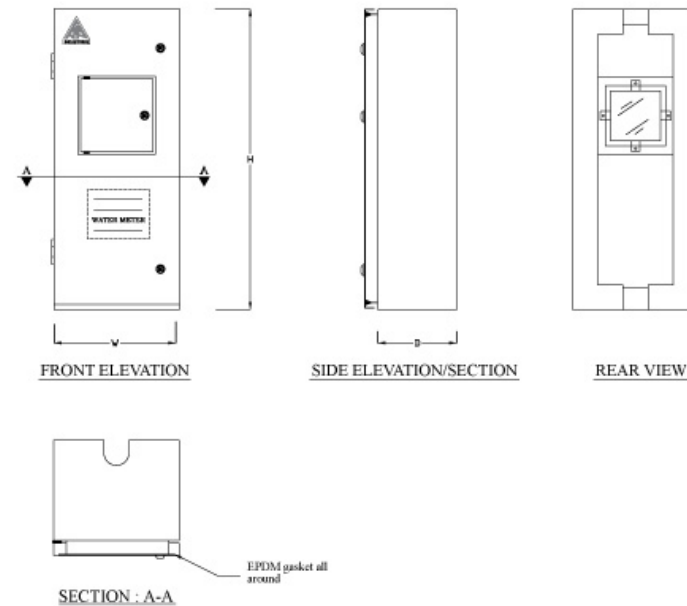 A
A
H
WATER METER
W
D
FRONT ELEVATION
SIDE ELEVATION/SECTION
REAR VIEW
EPDM gasket all
around
SECTION : A-A